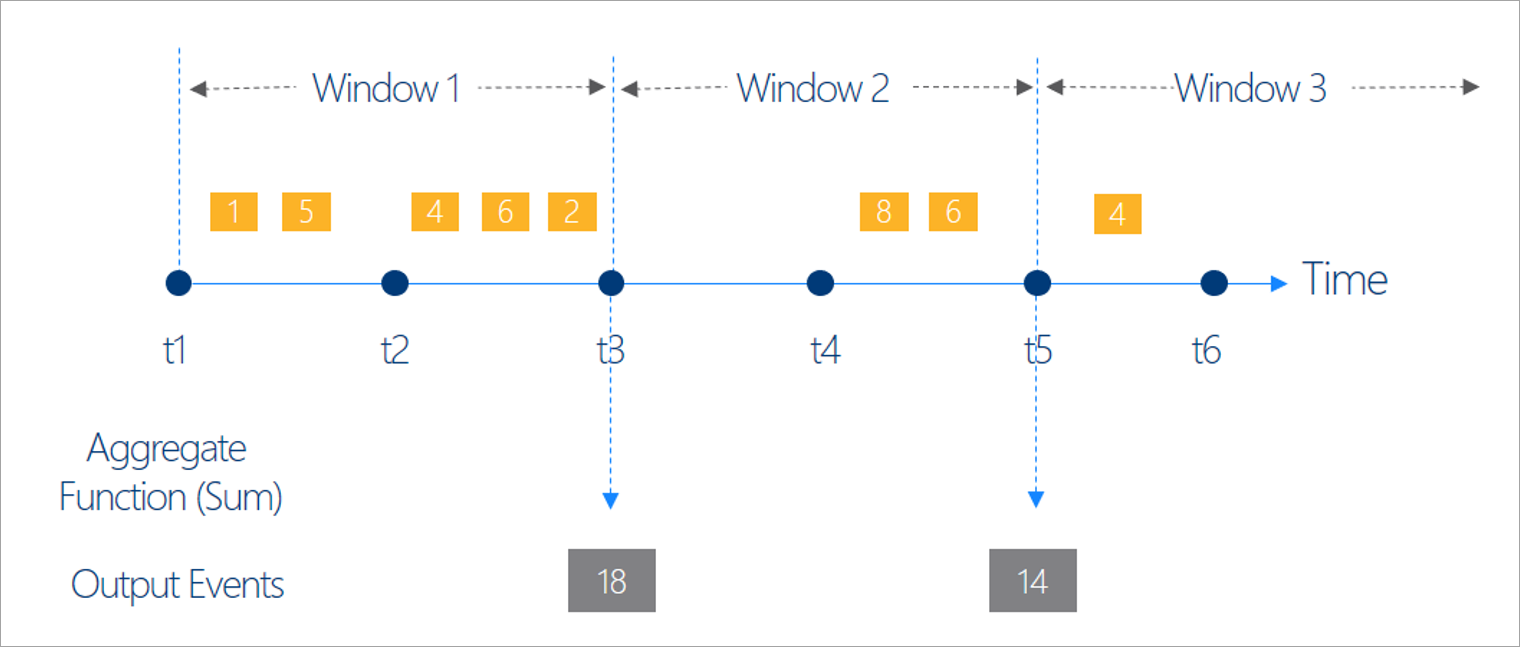 Window 1 Window 2 Window 3
1 5 4 6 2 8 6 4
Time
t1 t2 t3 t4 t5 t6
Aggregate
Function (Sum)
Output Events 18 14